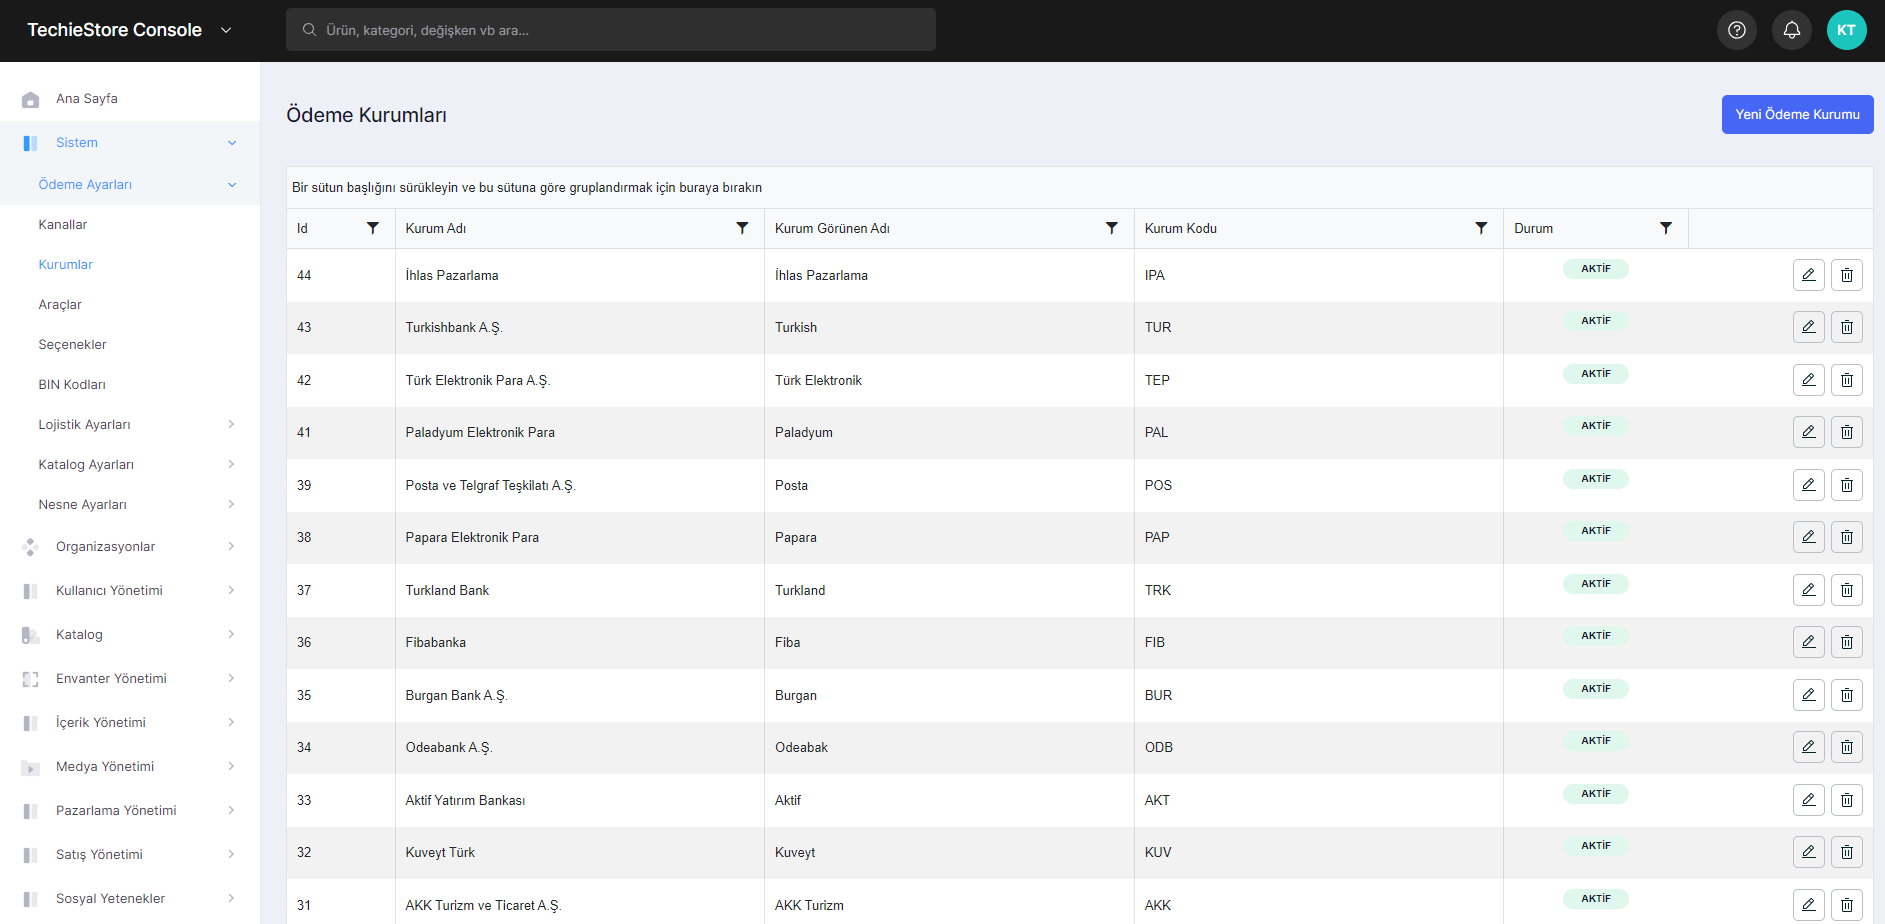 TechieStore Console
Ürün, kategori, değişken vb ara...
KT
Ana Sayfa
Sistem
Ödeme Ayarları
Kanallar
Kurumlar
Araçlar
Seçenekler
BIN Kodları
Lojistik Ayarları
Katalog Ayarları
Nesne Ayarları
Organizasyonlar
Kullanıcı Yönetimi
Katalog
Envanter Yönetimi
İçerik Yönetimi
Medya Yönetimi
Pazarlama Yönetimi
Satış Yönetimi
Sosyal Yetenekler
Ödeme Kurumları
Yeni Ödeme Kurumu
Bir sütun başlığını sürükleyin ve bu sütuna göre gruplandırmak için buraya bırakın
Id Kurum Adı Kurum Görünen Adı Kurum Kodu Durum
44 İhlas Pazarlama İhlas Pazarlama IPA AKTİF
43 Turkishbank A.Ş. Turkish TUR AKTİF
42 Türk Elektronik Para A.Ş. Türk Elektronik TEP AKTİF
41 Paladyum Elektronik Para Paladyum PAL AKTİF
39 Posta ve Telgraf Teşkilatı A.Ş. Posta POS AKTİF
38 Papara Elektronik Para Papara PAP AKTİF
37 Turkland Bank Turkland TRK AKTİF
36 Fibabanka Fiba FIB AKTİF
35 Burgan Bank A.Ş. Burgan BUR AKTİF
34 Odeabank A.Ş. Odeabak ODB AKTİF
33 Aktif Yatırım Bankası Aktif AKT AKTİF
32 Kuveyt Türk Kuveyt KUV AKTİF
31 AKK Turizm ve Ticaret A.Ş. AKK Turizm AKK AKTİF